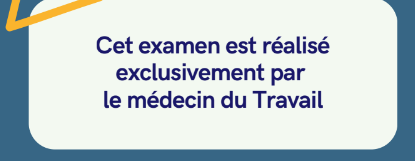 Cet examen est réalisé
exclusivement par
le médecin du Travail